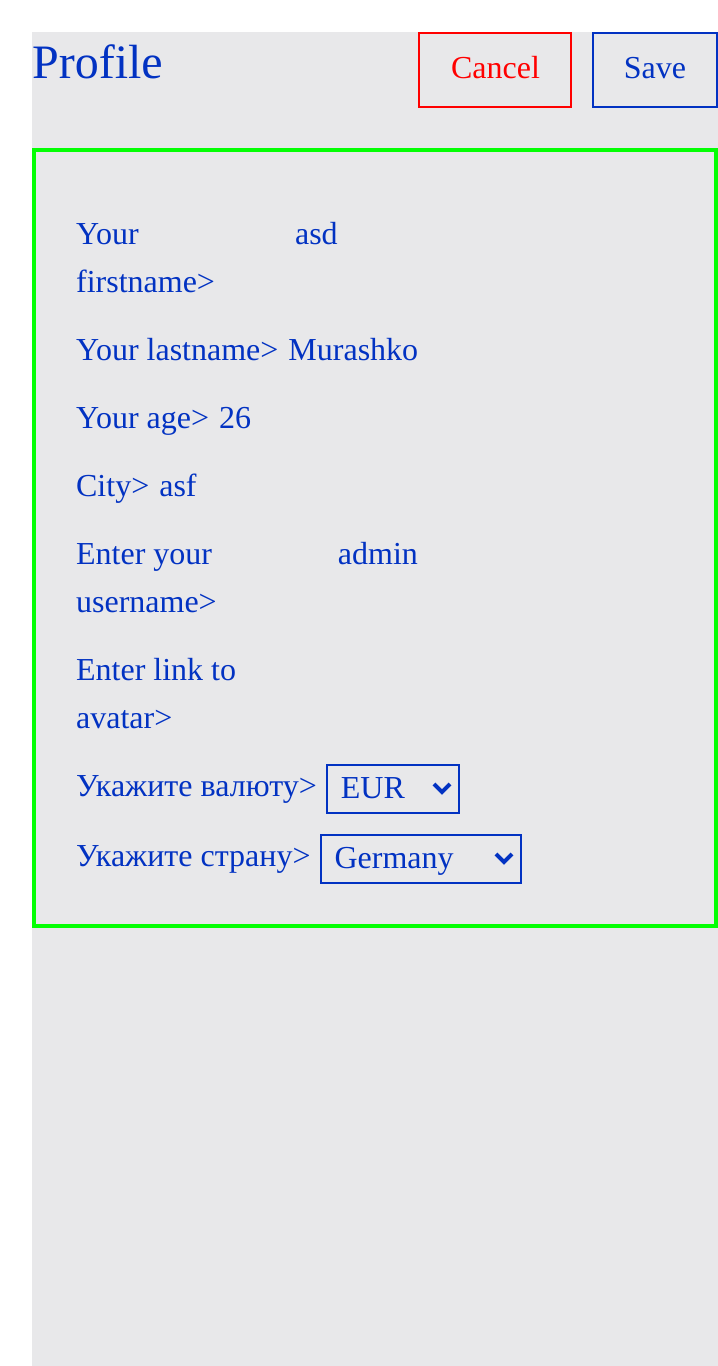 Profile Cancel Save
Your asd
firstname>
Your lastname> Murashko
Your age> 26
City> asf
Enter your admin
username>
Enter link to
avatar>
Укажите валюту> EUR
Укажите страну> Germany